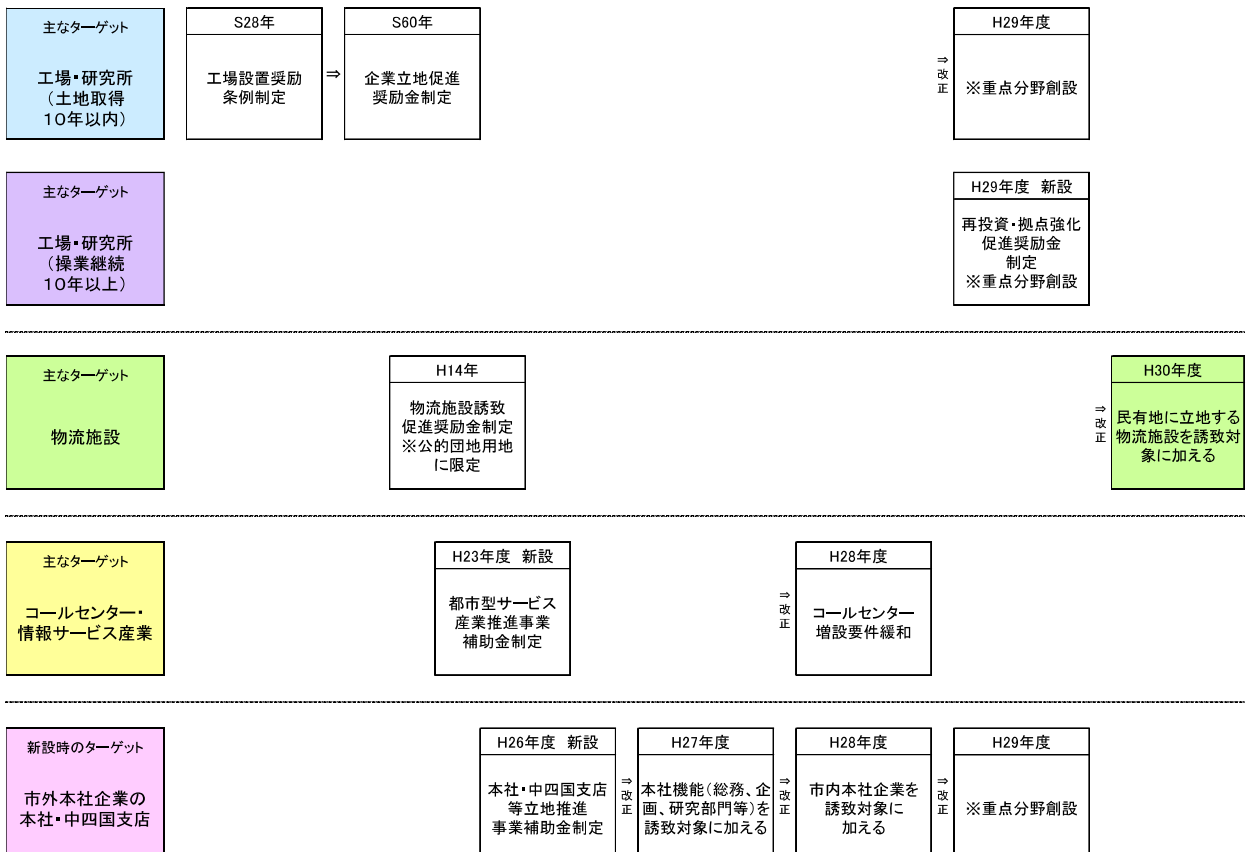 主なターゲット
工場・研究所
（土地取得
10年以内）
S28年
工場設置奨励
条例制定
⇒
S60年
企業立地促進
奨励金制定
⇒
改
正
H29年度
※重点分野創設
主なターゲット
工場・研究所
（操業継続
10年以上）
H29年度 新設
再投資・拠点強化
促進奨励金
制定
※重点分野創設
主なターゲット
物流施設
H14年
物流施設誘致
促進奨励金制定
※公的団地用地
に限定
⇒
改
正
H30年度
民有地に立地する
物流施設を誘致対
象に加える
主なターゲット
コールセンター・
情報サービス産業
H23年度 新設
都市型サービス
産業推進事業
補助金制定
⇒
改
正
H28年度
コールセンター
増設要件緩和
新設時のターゲット
市外本社企業の
本社・中四国支店
H26年度 新設
本社・中四国支店
等立地推進
事業補助金制定
⇒
改
正
H27年度
本社機能（総務、企
画、研究部門等）を
誘致対象に加える
⇒
改
正
H28年度
市内本社企業を
誘致対象に
加える
⇒
改
正
H29年度
※重点分野創設